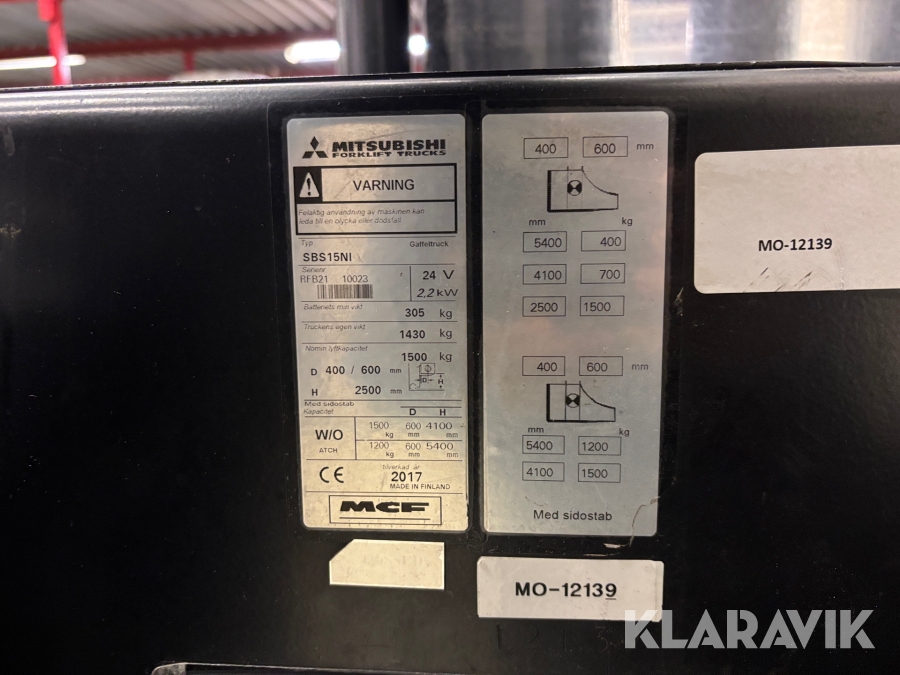 MITSUBISHI
FORKLIFT TRUCKS
VARNING
Felaktig användning av maskinen kan
leda till en olycka eller dödsfall.
Typ Gaffeltruck
SBS15NI
Serienr
RFB21 10023 24 V
2,2 kW
Batteriets min vikt 305 kg
Truckens egen vikt 1430 kg
Nomin lyftkapacitet 1500 kg
D 400 / 600 mm
H 2500 mm
D H
Med sidostab
Kapacitet D H
W/O ATCH
1500 kg 600 mm 4100 mm
1200 kg 600 mm 5400 mm
CE
tillverkad år
2017
MADE IN FINLAND
MCF
400 600 mm
mm kg
5400 400
4100 700
2500 1500
400 600 mm
mm kg
5400 1200
4100 1500
Med sidostab
MO-12139
MO-12139
KLARAVIK